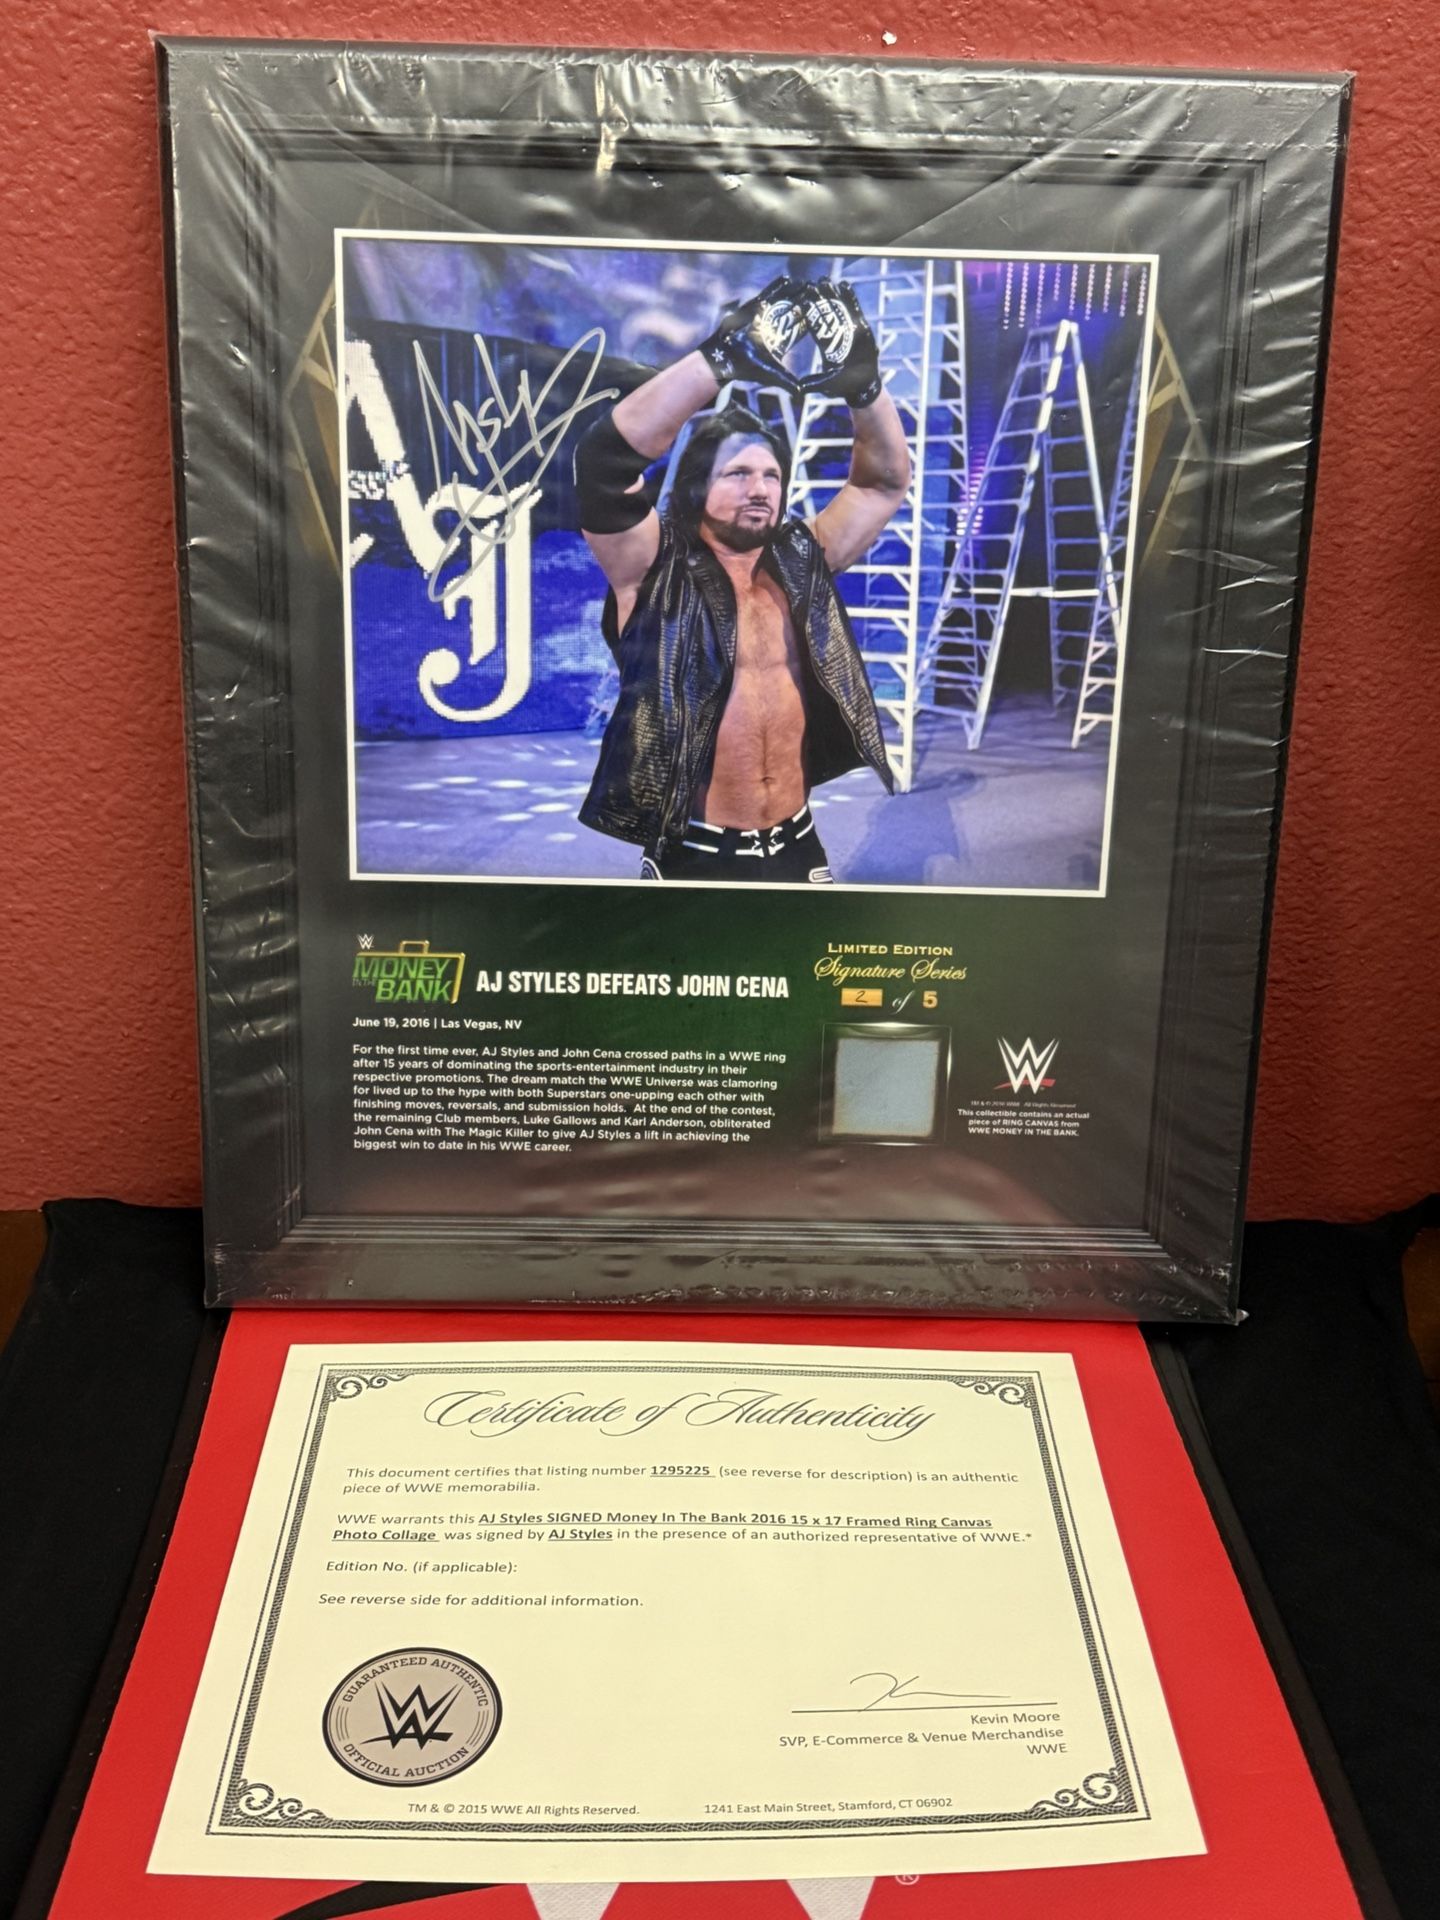 W
MONEY
IN THE
BANK
AJ STYLES DEFEATS JOHN CENA
June 19, 2016 | Las Vegas, NV
For the first time ever, AJ Styles and John Cena crossed paths in a WWE ring
after 15 years of dominating the sports-entertainment industry in their
respective promotions. The dream match the WWE Universe was clamoring
for lived up to the hype with both Superstars one-upping each other with
finishing moves, reversals, and submission holds. At the end of the contest,
the remaining Club members, Luke Gallows and Karl Anderson, obliterated
John Cena with The Magic Killer to give AJ Styles a lift in achieving the
biggest win to date in his WWE career.
LIMITED EDITION
Signature Series
2 of 5
W
TM & © 2016 WWE. All Rights Reserved.
This collectible contains an actual
piece of RING CANVAS from
WWE MONEY IN THE BANK.
Certificate of Authenticity
This document certifies that listing number 1295225 (see reverse for description) is an authentic
piece of WWE memorabilia.
WWE warrants this AJ Styles SIGNED Money In The Bank 2016 15 x 17 Framed Ring Canvas
Photo Collage was signed by AJ Styles in the presence of an authorized representative of WWE.*
Edition No. (if applicable):
See reverse side for additional information.
GUARANTEED AUTHENTIC
W
OFFICIAL AUCTION
Kevin Moore
SVP, E-Commerce & Venue Merchandise
WWE
TM & © 2015 WWE All Rights Reserved.
1241 East Main Street, Stamford, CT 06902
®